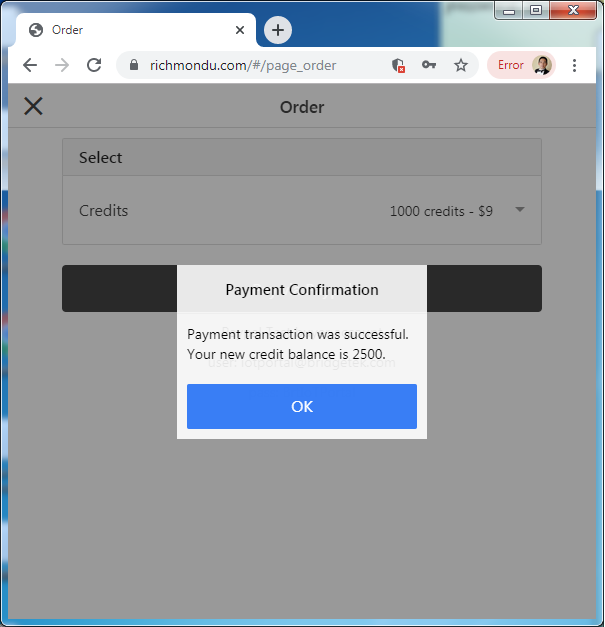 Order
richmondu.com/#/page_order
Error
Order
Select
Credits
1000 credits - $9
Payment Confirmation
Payment transaction was successful.
Your new credit balance is 2500.
OK